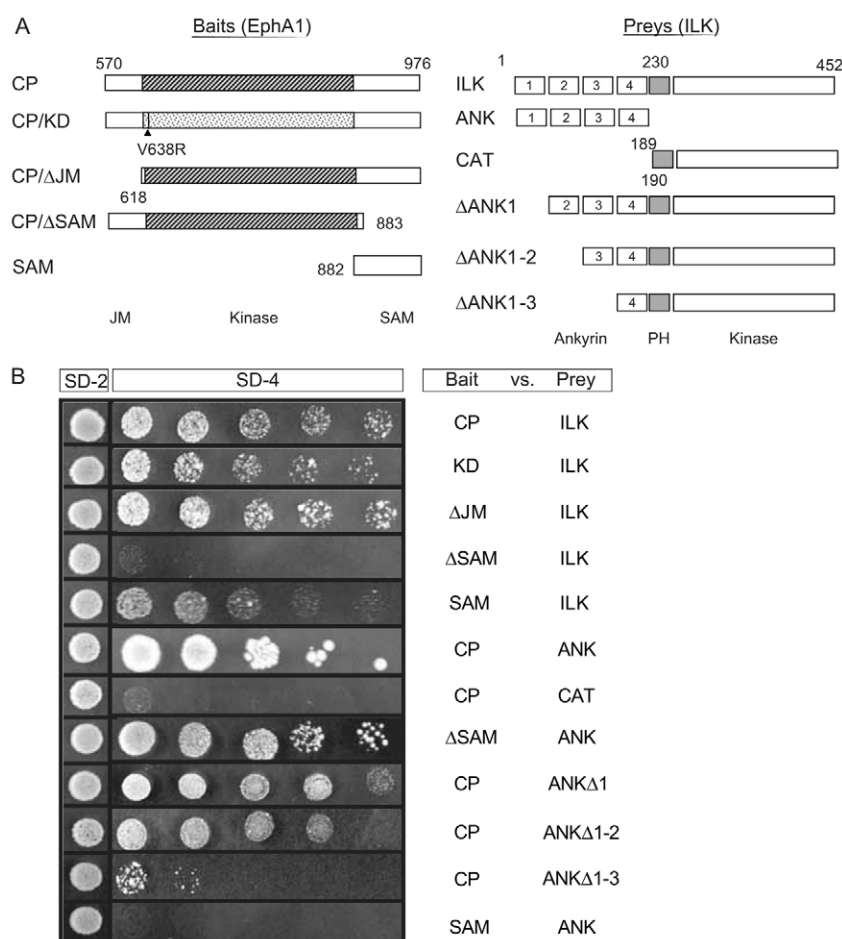 A
Baits (EphA1)
570 976
CP
CP/KD
V638R
CP/ΔJM
618
CP/ΔSAM
883
SAM
882
JM Kinase SAM
Preys (ILK)
1 230 452
ILK 1 2 3 4
ANK 1 2 3 4
189
CAT
190
ΔANK1 2 3 4
ΔANK1-2 3 4
ΔANK1-3 4
Ankyrin PH Kinase
B
SD-2 SD-4 Bait vs. Prey
CP ILK
KD ILK
ΔJM ILK
ΔSAM ILK
SAM ILK
CP ANK
CP CAT
ΔSAM ANK
CP ANKΔ1
CP ANKΔ1-2
CP ANKΔ1-3
SAM ANK